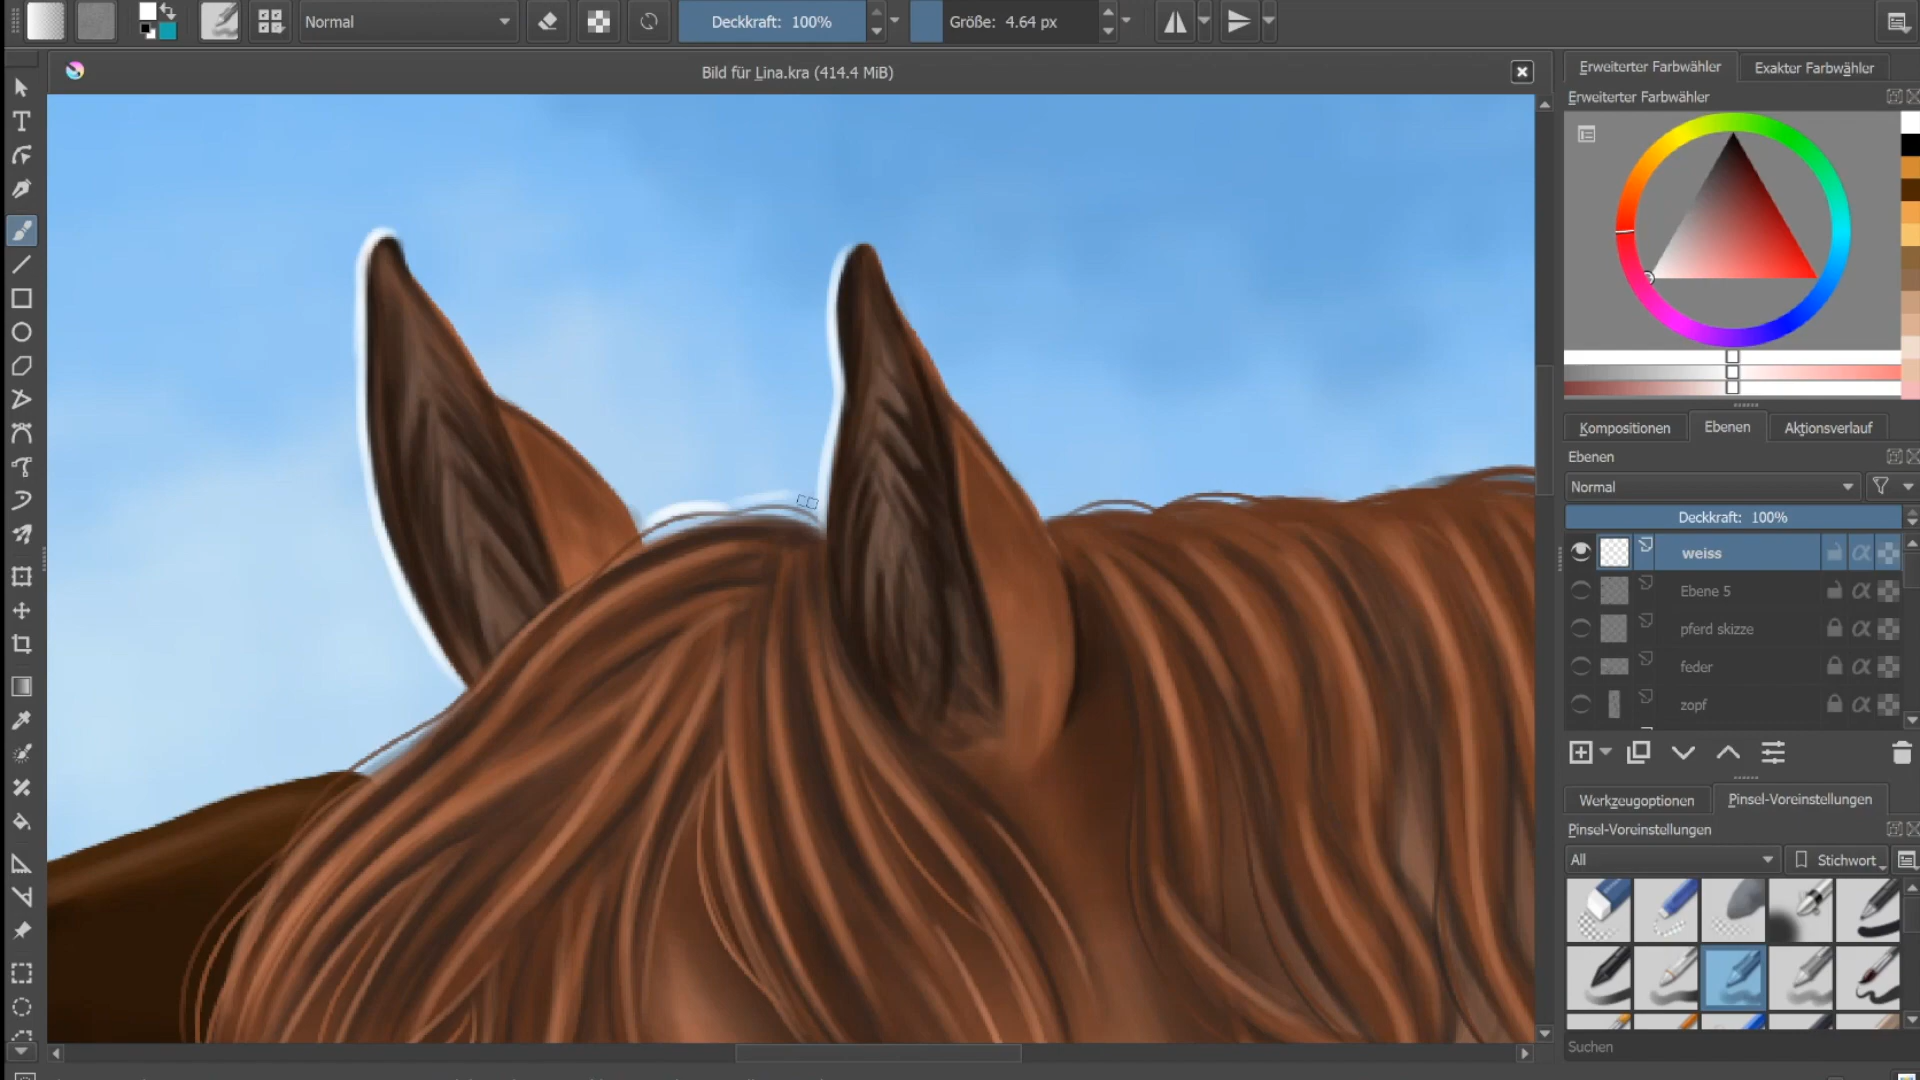 Normal
Deckkraft: 100%
Größe: 4.64 px
Bild für Lina.kra (414.4 MiB)
Erweiterter Farbwähler
Exakter Farbwähler
Erweiterter Farbwähler
Kompositionen
Ebenen
Aktionsverlauf
Ebenen
Normal
Deckkraft: 100%
weiss
Ebene 5
pferd skizze
feder
zopf
Werkzeugoptionen
Pinsel-Voreinstellungen
Pinsel-Voreinstellungen
All
Stichwort
Suchen